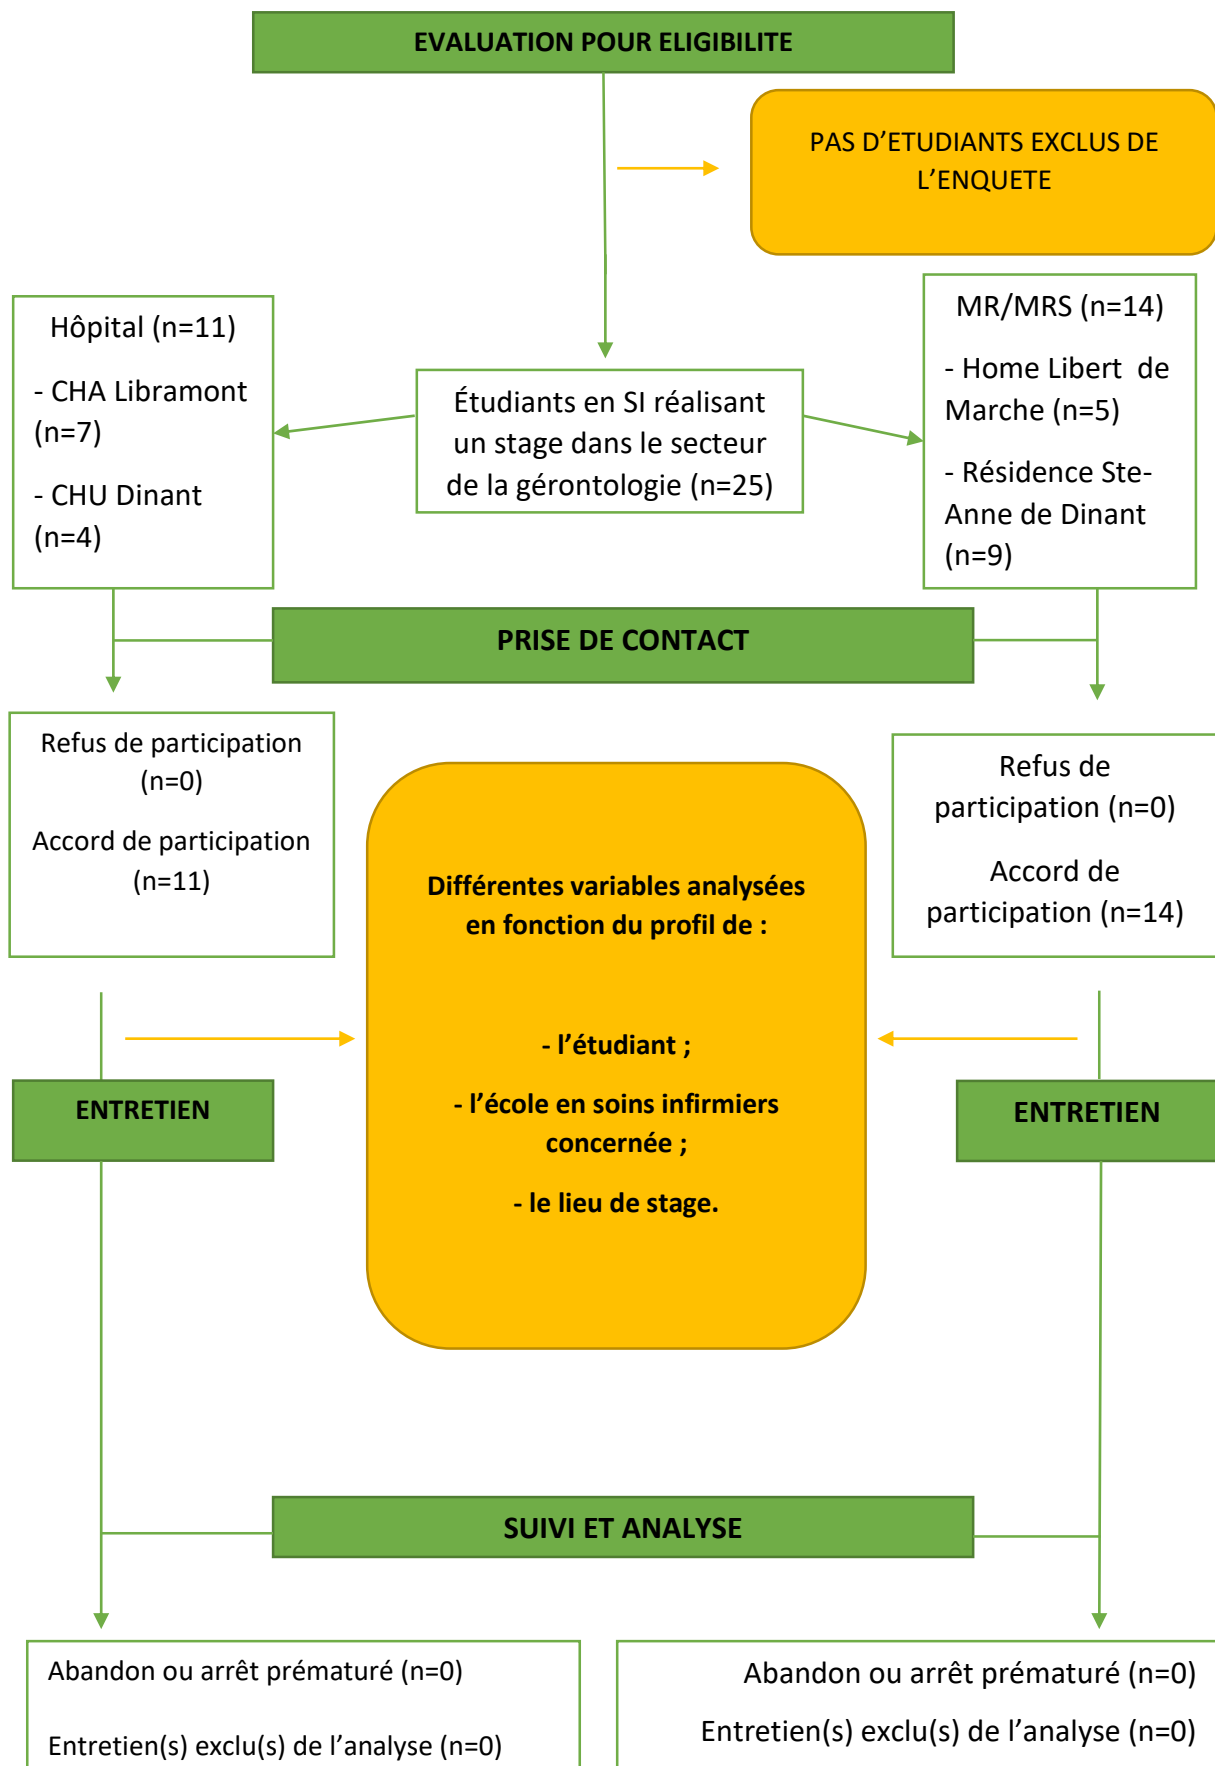 EVALUATION POUR ELIGIBILITE
PAS D'ETUDIANTS EXCLUS DE
L'ENQUETE
Hôpital (n=11)
- CHA Libramont
(n=7)
- CHU Dinant
(n=4)
Étudiants en SI réalisant
un stage dans le secteur
de la gérontologie (n=25)
MR/MRS (n=14)
- Home Libert de
Marche (n=5)
- Résidence Ste-
Anne de Dinant
(n=9)
PRISE DE CONTACT
Refus de participation
(n=0)
Accord de participation
(n=11)
Différentes variables analysées
en fonction du profil de :
- l'étudiant ;
- l'école en soins infirmiers
concernée ;
- le lieu de stage.
Refus de
participation (n=0)
Accord de
participation (n=14)
ENTRETIEN
ENTRETIEN
SUIVI ET ANALYSE
Abandon ou arrêt prématuré (n=0)
Entretien(s) exclu(s) de l'analyse (n=0)
Abandon ou arrêt prématuré (n=0)
Entretien(s) exclu(s) de l'analyse (n=0)